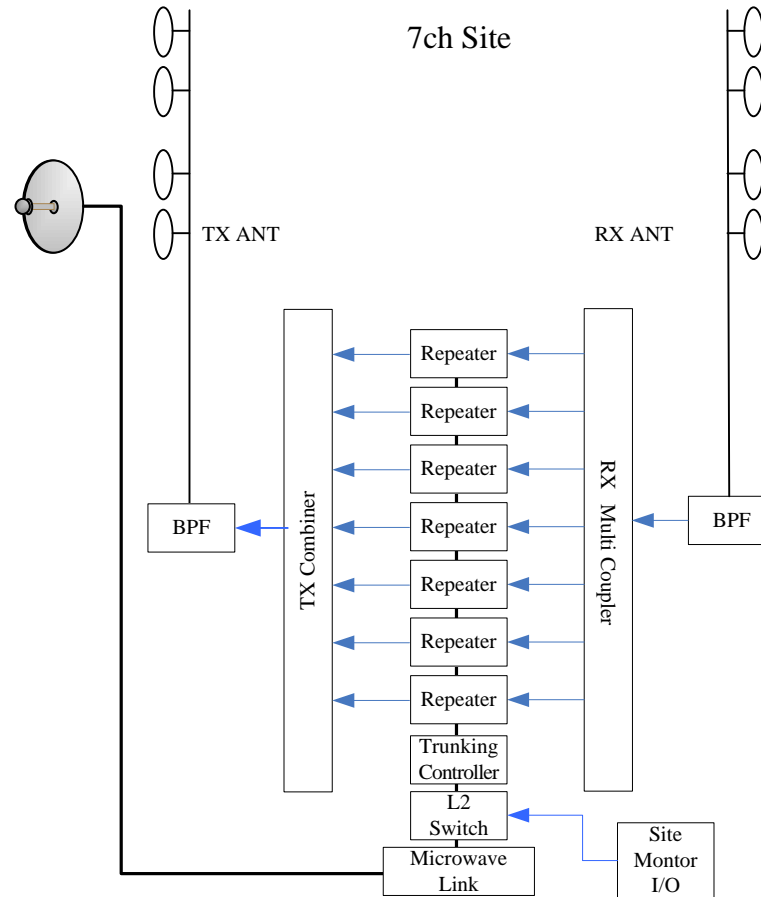 7ch Site
TX ANT
RX ANT
Repeater
Repeater
Repeater
Repeater
Repeater
Repeater
Repeater
TX Combiner
RX Multi Coupler
BPF
BPF
Trunking
Controller
L2
Switch
Microwave
Link
Site
Montor
I/O